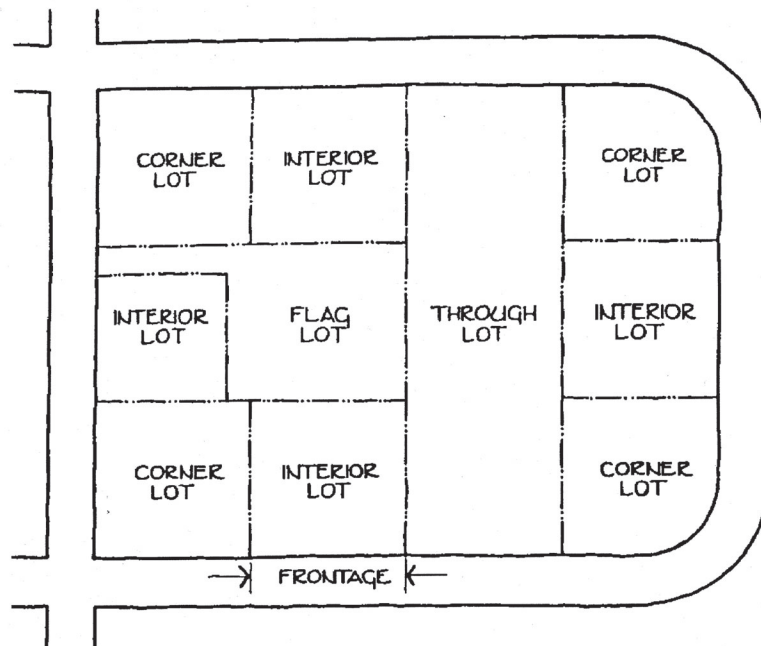 CORNER
LOT
INTERIOR
LOT
CORNER
LOT
INTERIOR
LOT
FLAG
LOT
THROUGH
LOT
INTERIOR
LOT
CORNER
LOT
INTERIOR
LOT
CORNER
LOT
FRONTAGE